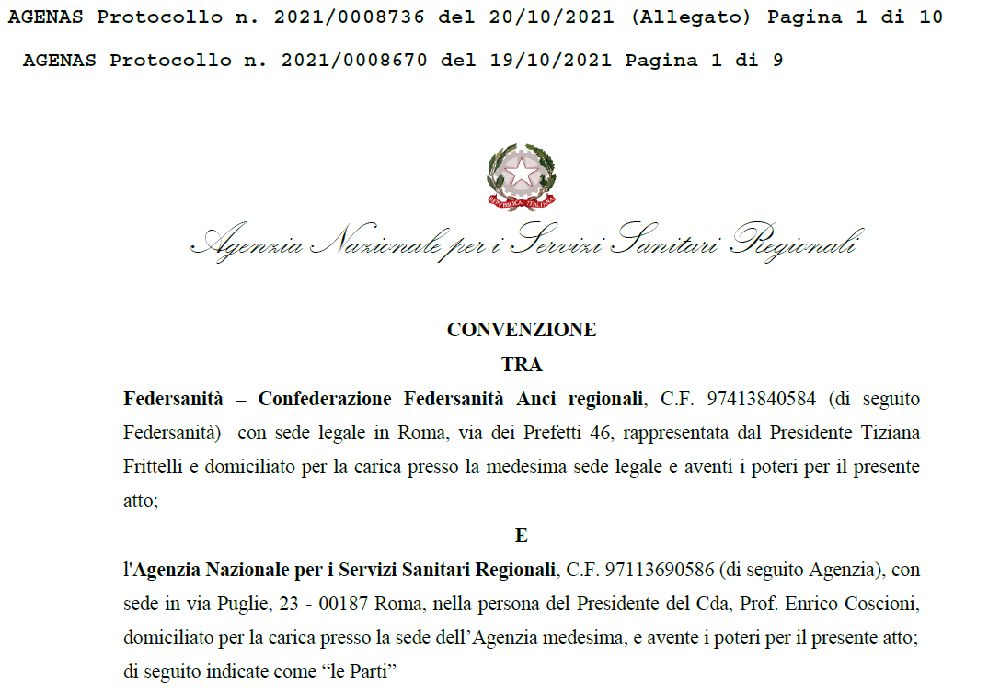 AGENAS Protocollo n. 2021/0008736 del 20/10/2021 (Allegato) Pagina 1 di 10
AGENAS Protocollo n. 2021/0008670 del 19/10/2021 Pagina 1 di 9
REPVBBLICA ITALIANA
Agenzia Nazionale per i Servizi Sanitari Regionali
CONVENZIONE
TRA
Federsanità – Confederazione Federsanità Anci regionali, C.F. 97413840584 (di seguito
Federsanità) con sede legale in Roma, via dei Prefetti 46, rappresentata dal Presidente Tiziana
Frittelli e domiciliato per la carica presso la medesima sede legale e aventi i poteri per il presente
atto;
E
l'Agenzia Nazionale per i Servizi Sanitari Regionali, C.F. 97113690586 (di seguito Agenzia), con
sede in via Puglie, 23 - 00187 Roma, nella persona del Presidente del Cda, Prof. Enrico Coscioni,
domiciliato per la carica presso la sede dell’Agenzia medesima, e avente i poteri per il presente atto;
di seguito indicate come “le Parti”